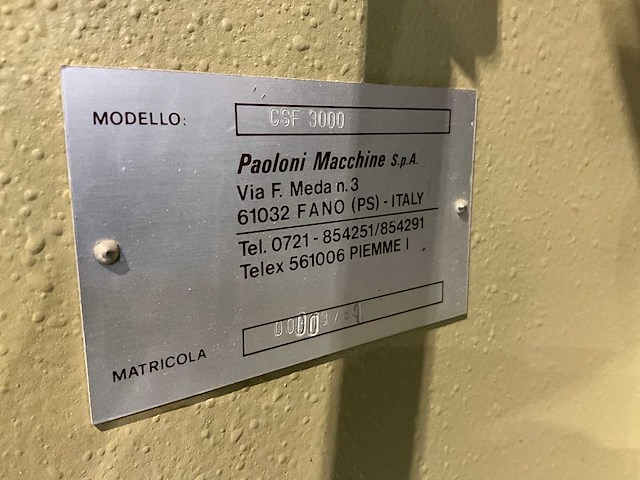 MODELLO: CSF 3000
Paoloni Macchine S.p.A.
Via F. Meda n. 3
61032 FANO (PS) - ITALY
Tel. 0721 - 854251/854291
Telex 561006 PIEMME I
MATRICOLA